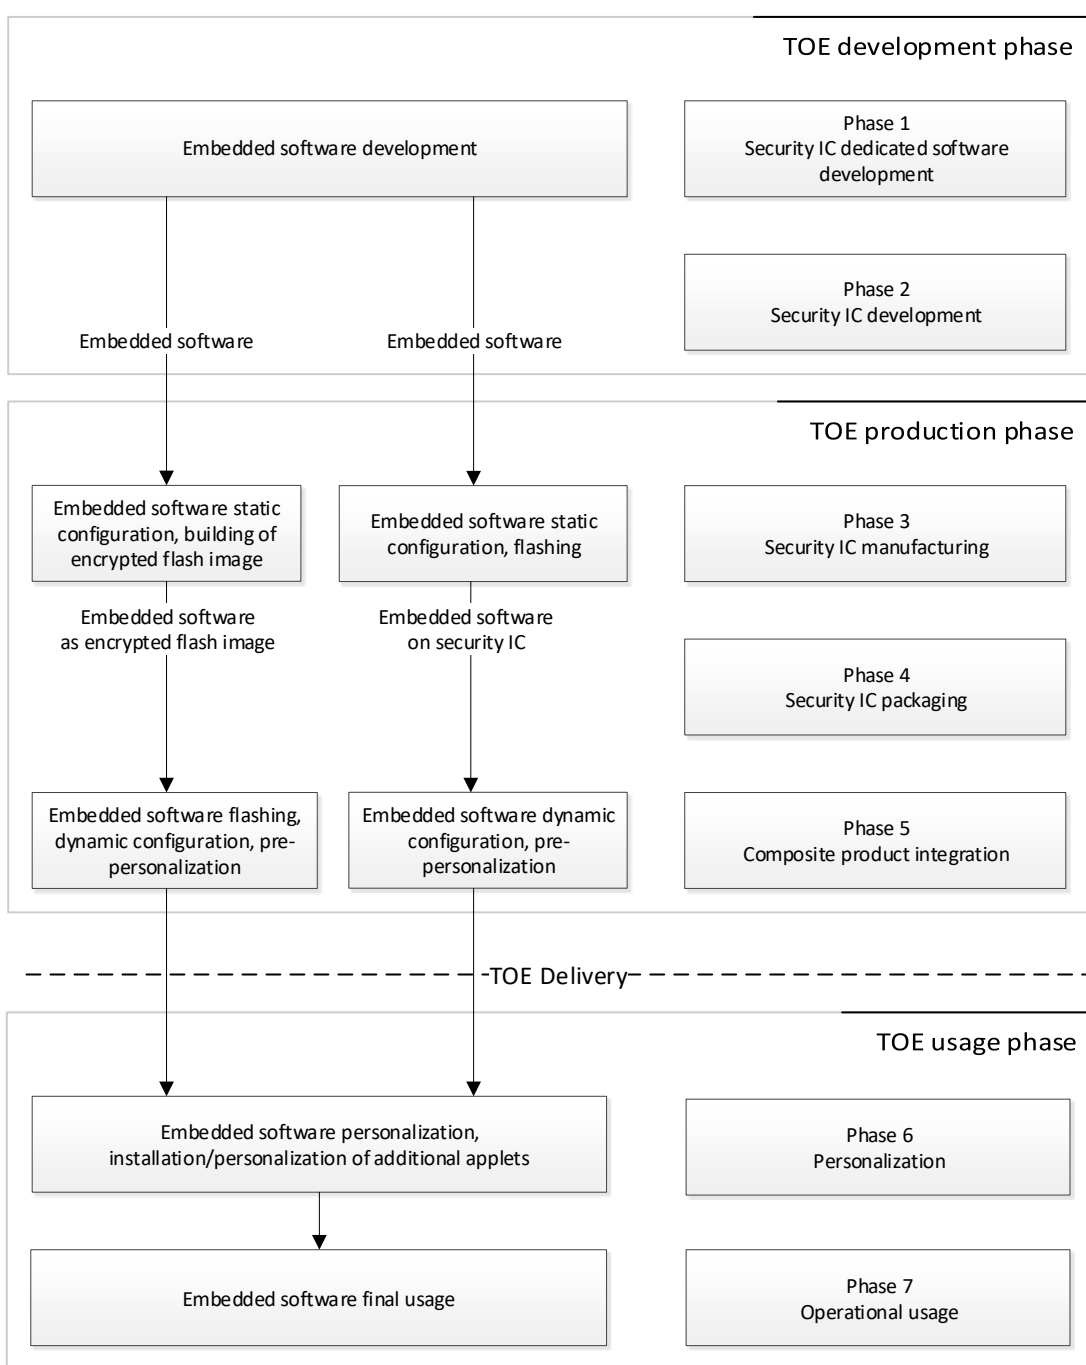 TOE development phase
Embedded software development
Phase 1
Security IC dedicated software
development
Phase 2
Security IC development
Embedded software
Embedded software
TOE production phase
Embedded software static
configuration, building of
encrypted flash image
Embedded software static
configuration, flashing
Phase 3
Security IC manufacturing
Embedded software
as encrypted flash image
Embedded software
on security IC
Phase 4
Security IC packaging
Embedded software flashing,
dynamic configuration, pre-
personalization
Embedded software dynamic
configuration, pre-
personalization
Phase 5
Composite product integration
TOE Delivery
TOE usage phase
Embedded software personalization,
installation/personalization of additional applets
Phase 6
Personalization
Embedded software final usage
Phase 7
Operational usage